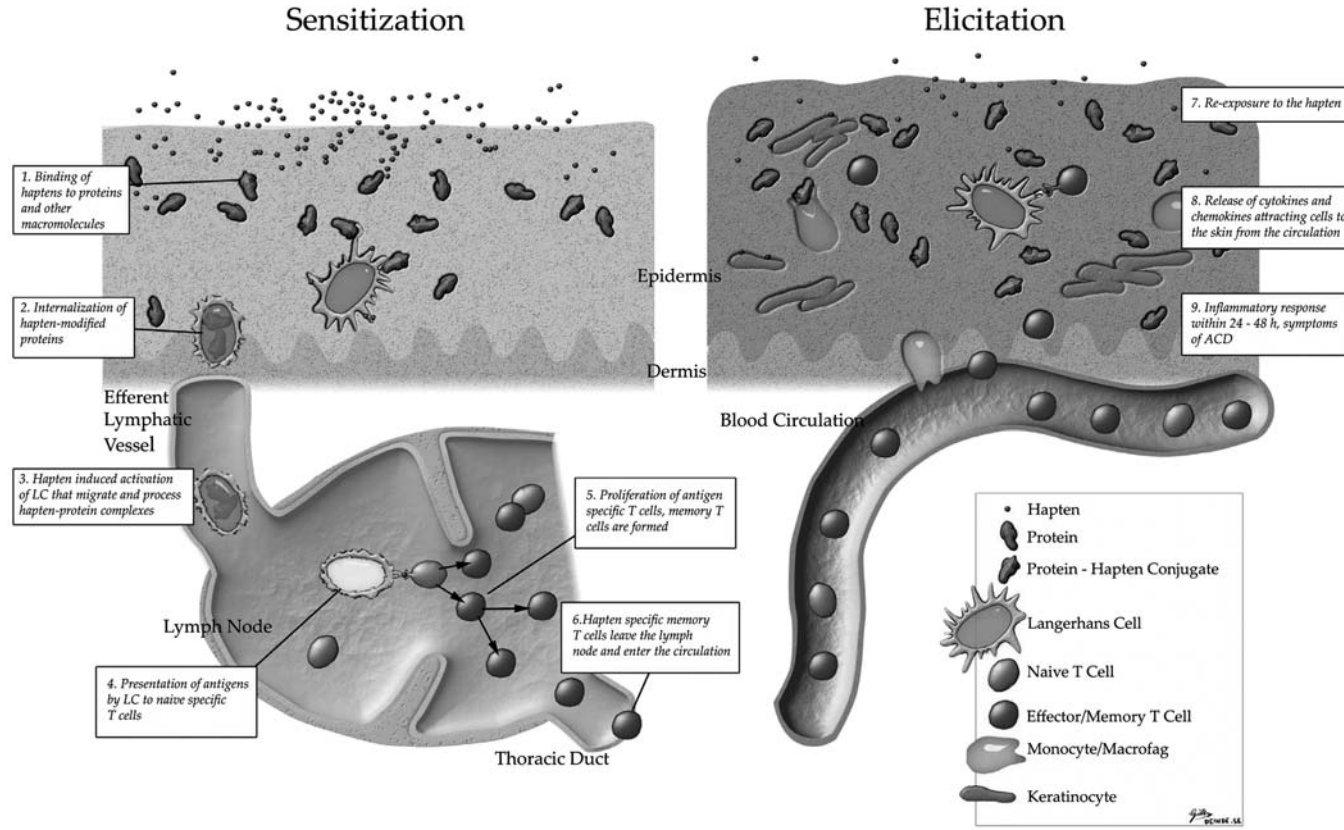 Sensitization
Elicitation
1. Binding of
haptens to proteins
and other
macromolecules
2. Internalization of
hapten-modified
proteins
Efferent
Lymphatic
Vessel
3. Hapten induced activation
of LC that migrate and process
hapten-protein complexes
Lymph Node
4. Presentation of antigens
by LC to naive specific
T cells
5. Proliferation of antigen
specific T cells, memory T
cells are formed
6.Hapten specific memory
T cells leave the lymph
node and enter the circulation
Thoracic Duct
Epidermis
Dermis
7. Re-exposure to the hapten
8. Release of cytokines and
chemokines attracting cells to
the skin from the circulation
9. Inflammatory response
within 24 - 48 h, symptoms
of ACD
Blood Circulation
Hapten
Protein
Protein - Hapten Conjugate
Langerhans Cell
Naive T Cell
Effector/Memory T Cell
Monocyte/Macrofag
Keratinocyte